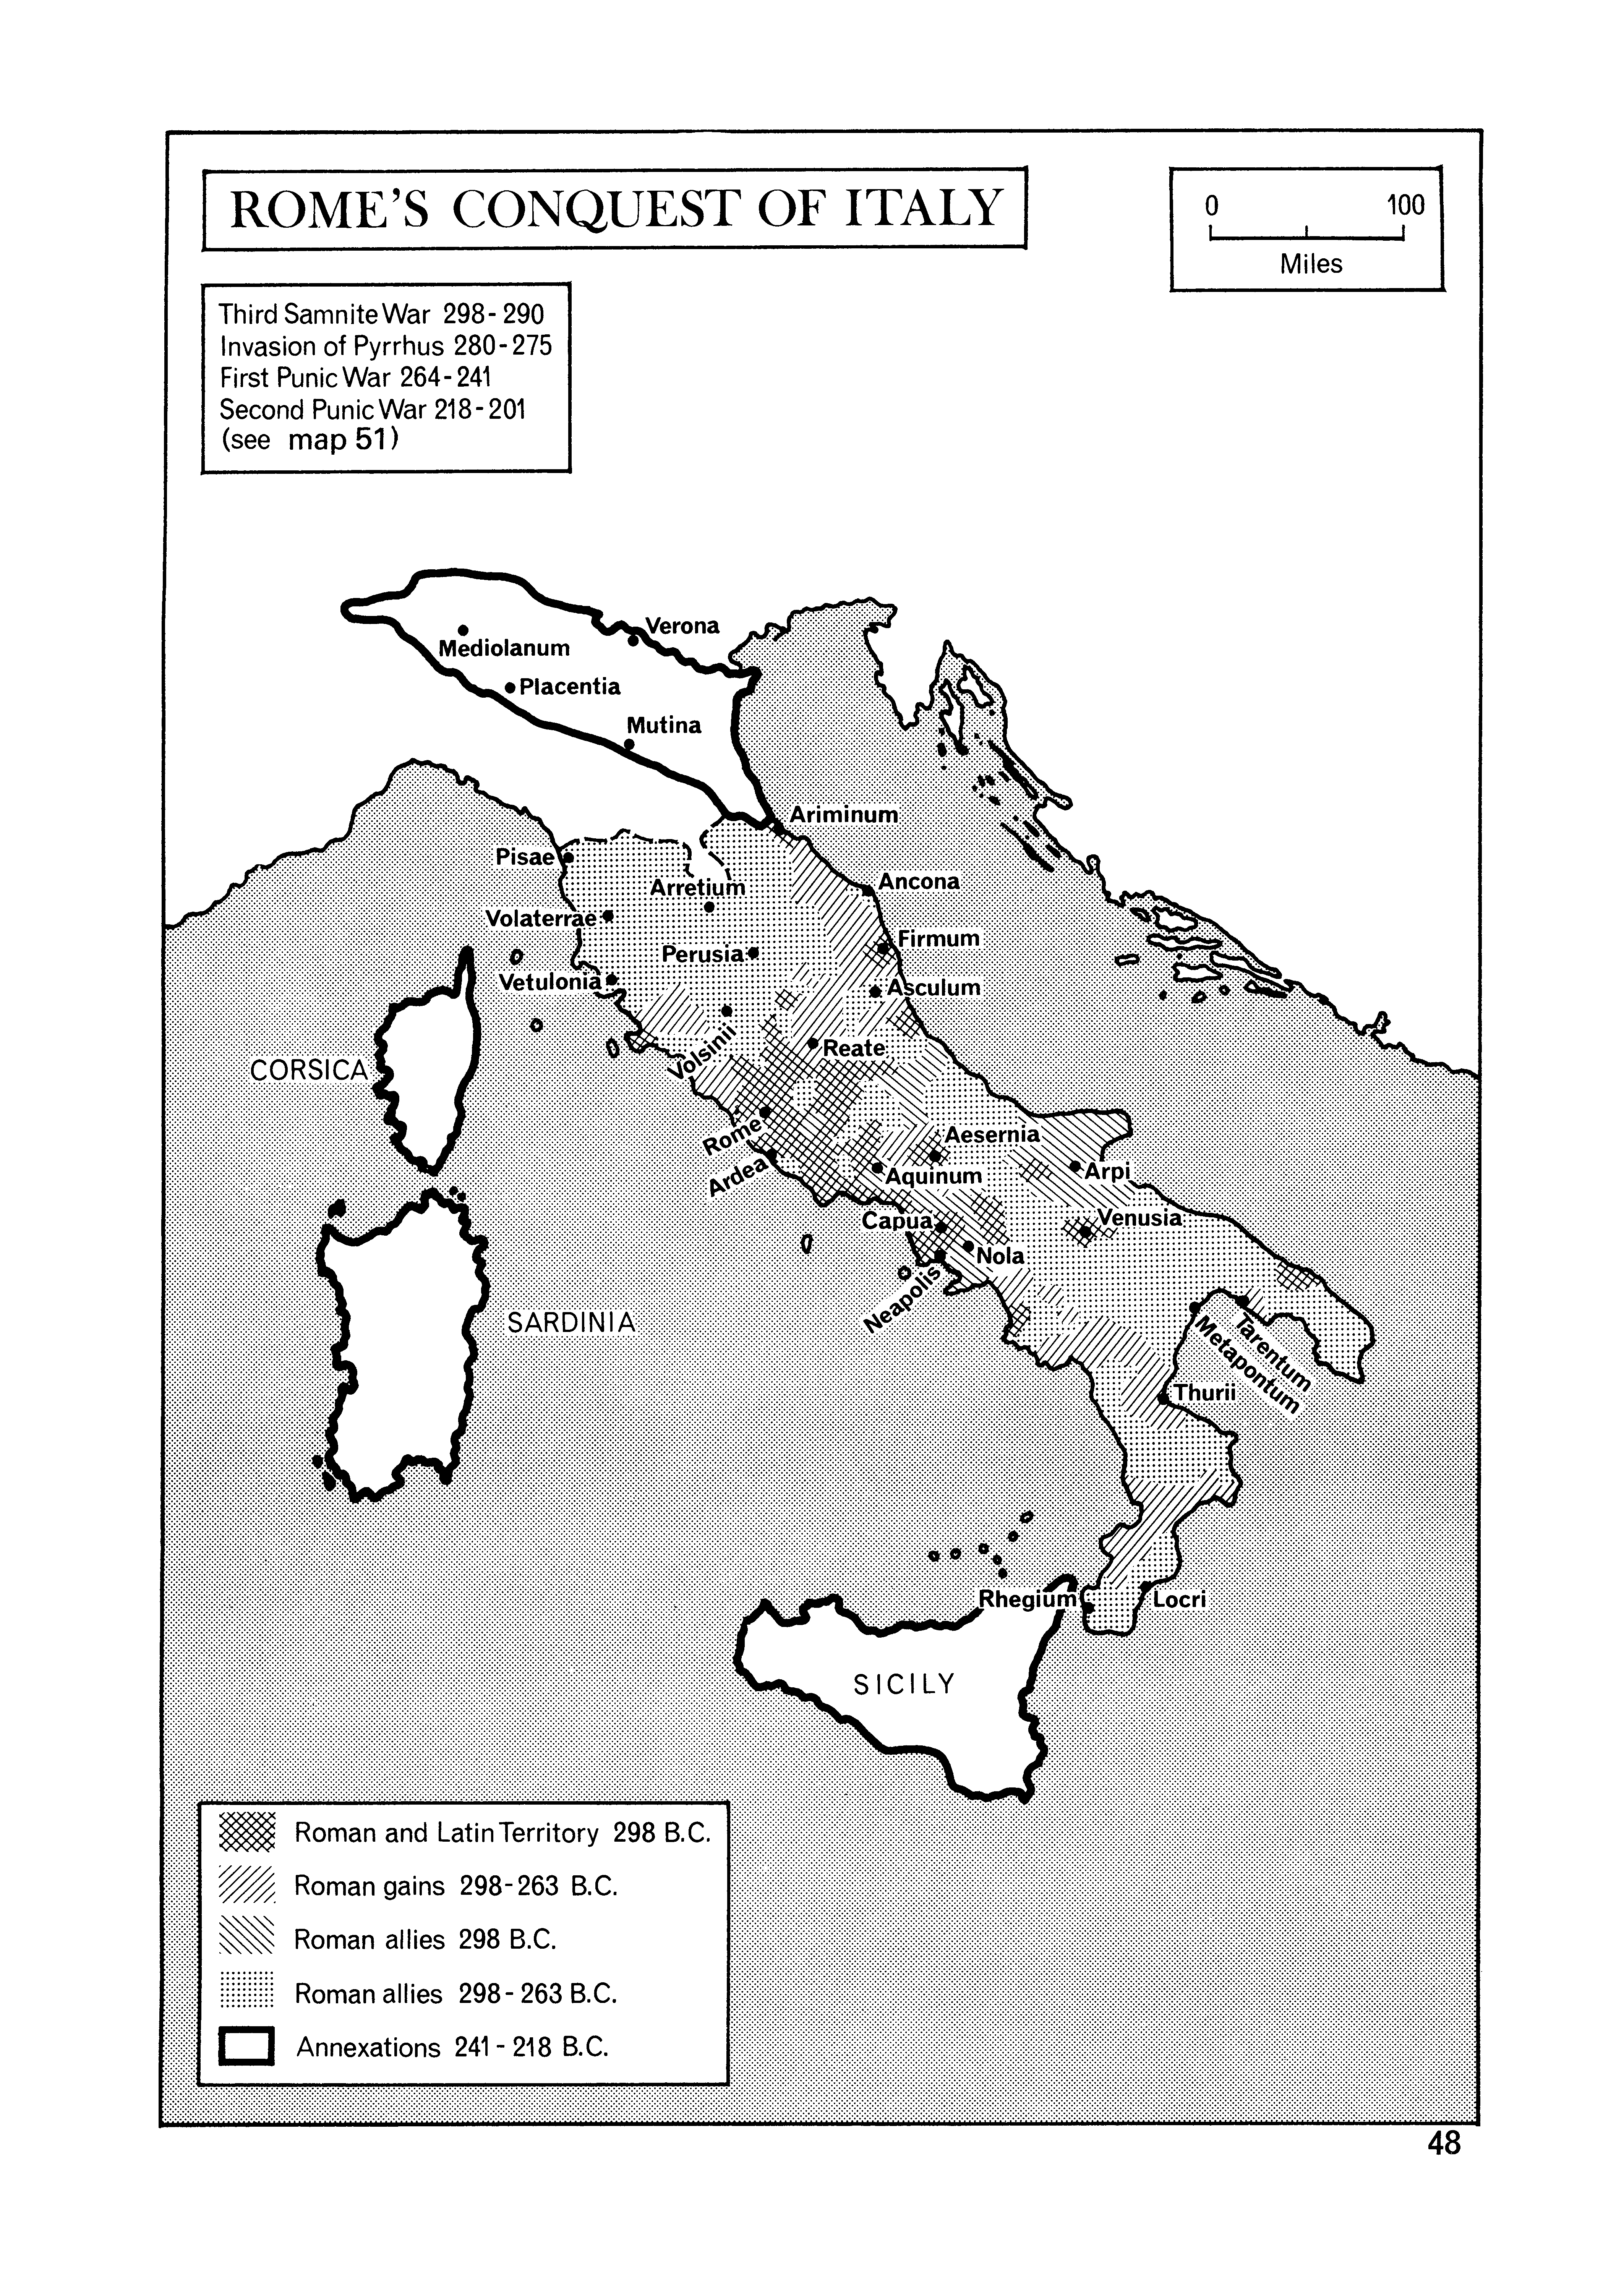 ROME'S CONQUEST OF ITALY
0 100
Miles
Third Samnite War 298-290
Invasion of Pyrrhus 280-275
First Punic War 264-241
Second Punic War 218-201
(see map 51)
Verona
Mediolanum
Placentia
Mutina
Ariminum
Pisae
Ancona
Arretium
Volaterrae
Firmum
Perusia
Vetulonia
Asculum
Volsinii
Reate
CORSICA
Rome
Aesernia
Ardea
Aquinum
Arpi
Capua
Venusia
Nola
Neapolis
SARDINIA
Tarentum
Metapontum
Thurii
Rhegium
Locri
SICILY
Roman and Latin Territory 298 B.C.
Roman gains 298-263 B.C.
Roman allies 298 B.C.
Roman allies 298-263 B.C.
Annexations 241-218 B.C.
48